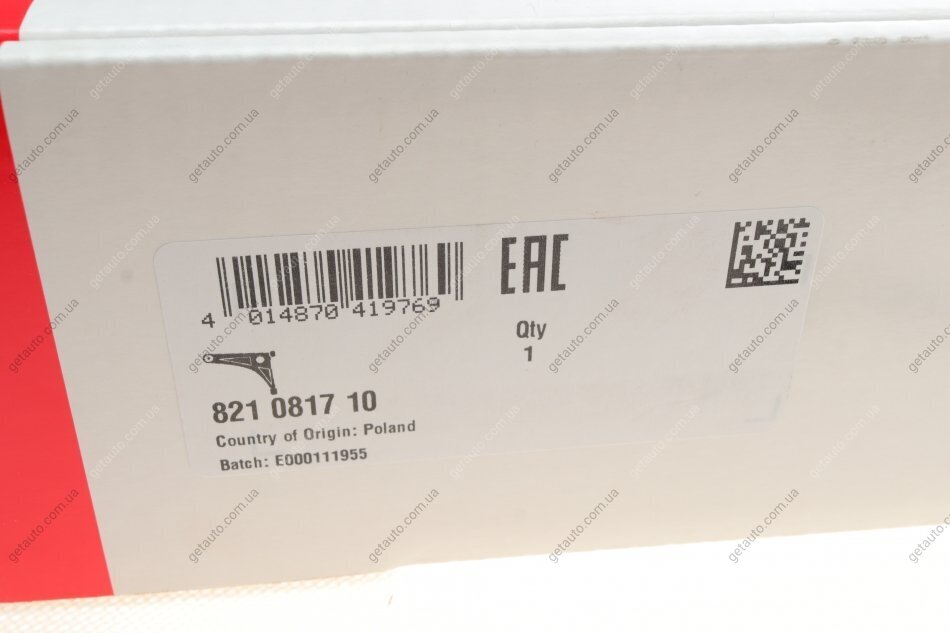 4 014870 419769
EAC
Qty
1
821 0817 10
Country of Origin: Poland
Batch: E000111955
getauto.com.ua